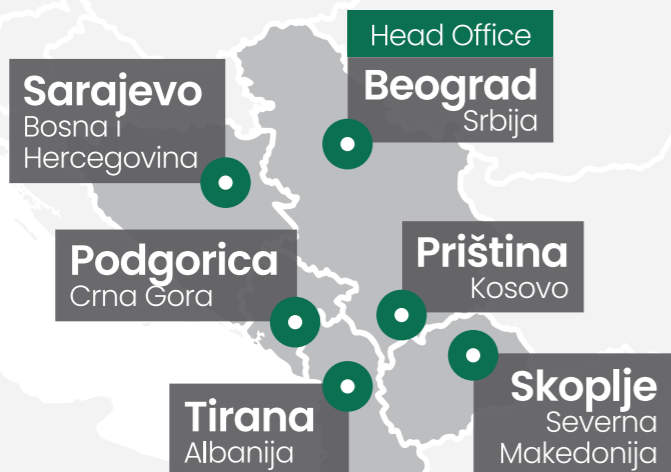 Head Office
Beograd
Srbija
Sarajevo
Bosna i
Hercegovina
Podgorica
Crna Gora
Priština
Kosovo
Tirana
Albanija
Skoplje
Severna
Makedonija